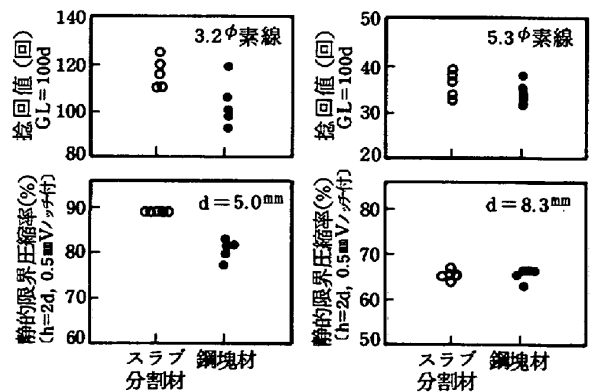 捻回値(回)
GL=100d
140
120
100
80
3.2φ素線
捻回値(回)
GL=100d
50
40
30
20
5.3φ素線
静的限界圧縮率(%)
〔h=2d, 0.5mmノッチ付〕
90
80
70
60
d=5.0mm
スラブ
分割材
鋼塊材
静的限界圧縮率(%)
〔h=2d, 0.5mmノッチ付〕
80
70
60
50
d=8.3mm
スラブ
分割材
鋼塊材